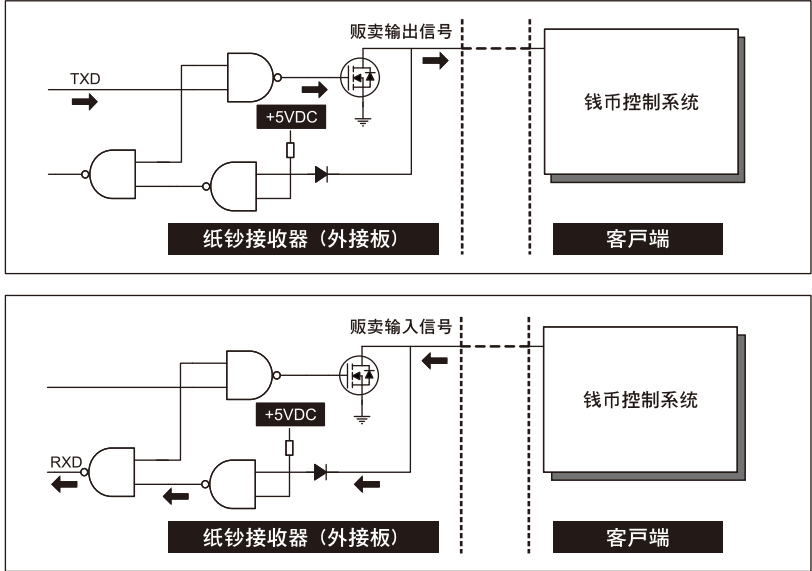 贩卖输出信号
TXD
+5VDC
钱币控制系统
纸钞接收器（外接板）
客戸端
贩卖输入信号
+5VDC
钱币控制系统
RXD
纸钞接收器（外接板）
客戸端